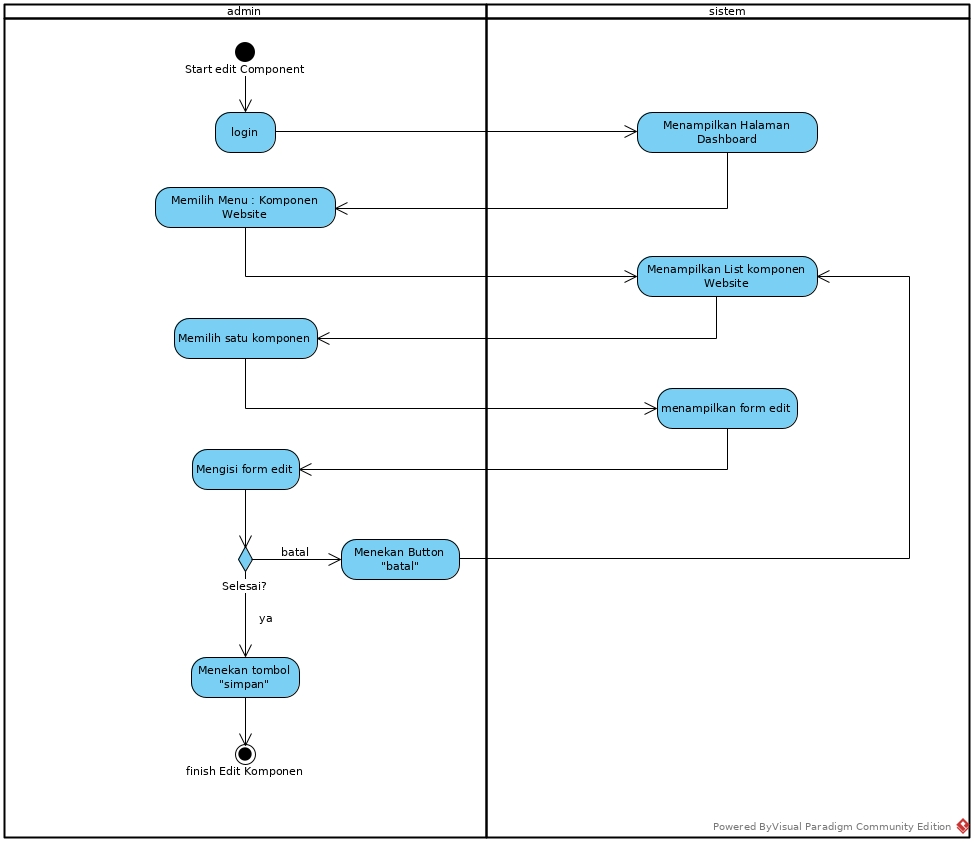 admin
sistem
Start edit Component
login
Menampilkan Halaman
Dashboard
Memilih Menu : Komponen
Website
Menampilkan List komponen
Website
Memilih satu komponen
menampilkan form edit
Mengisi form edit
batal
Menekan Button
"batal"
Selesai?
ya
Menekan tombol
"simpan"
finish Edit Komponen
Powered ByVisual Paradigm Community Edition